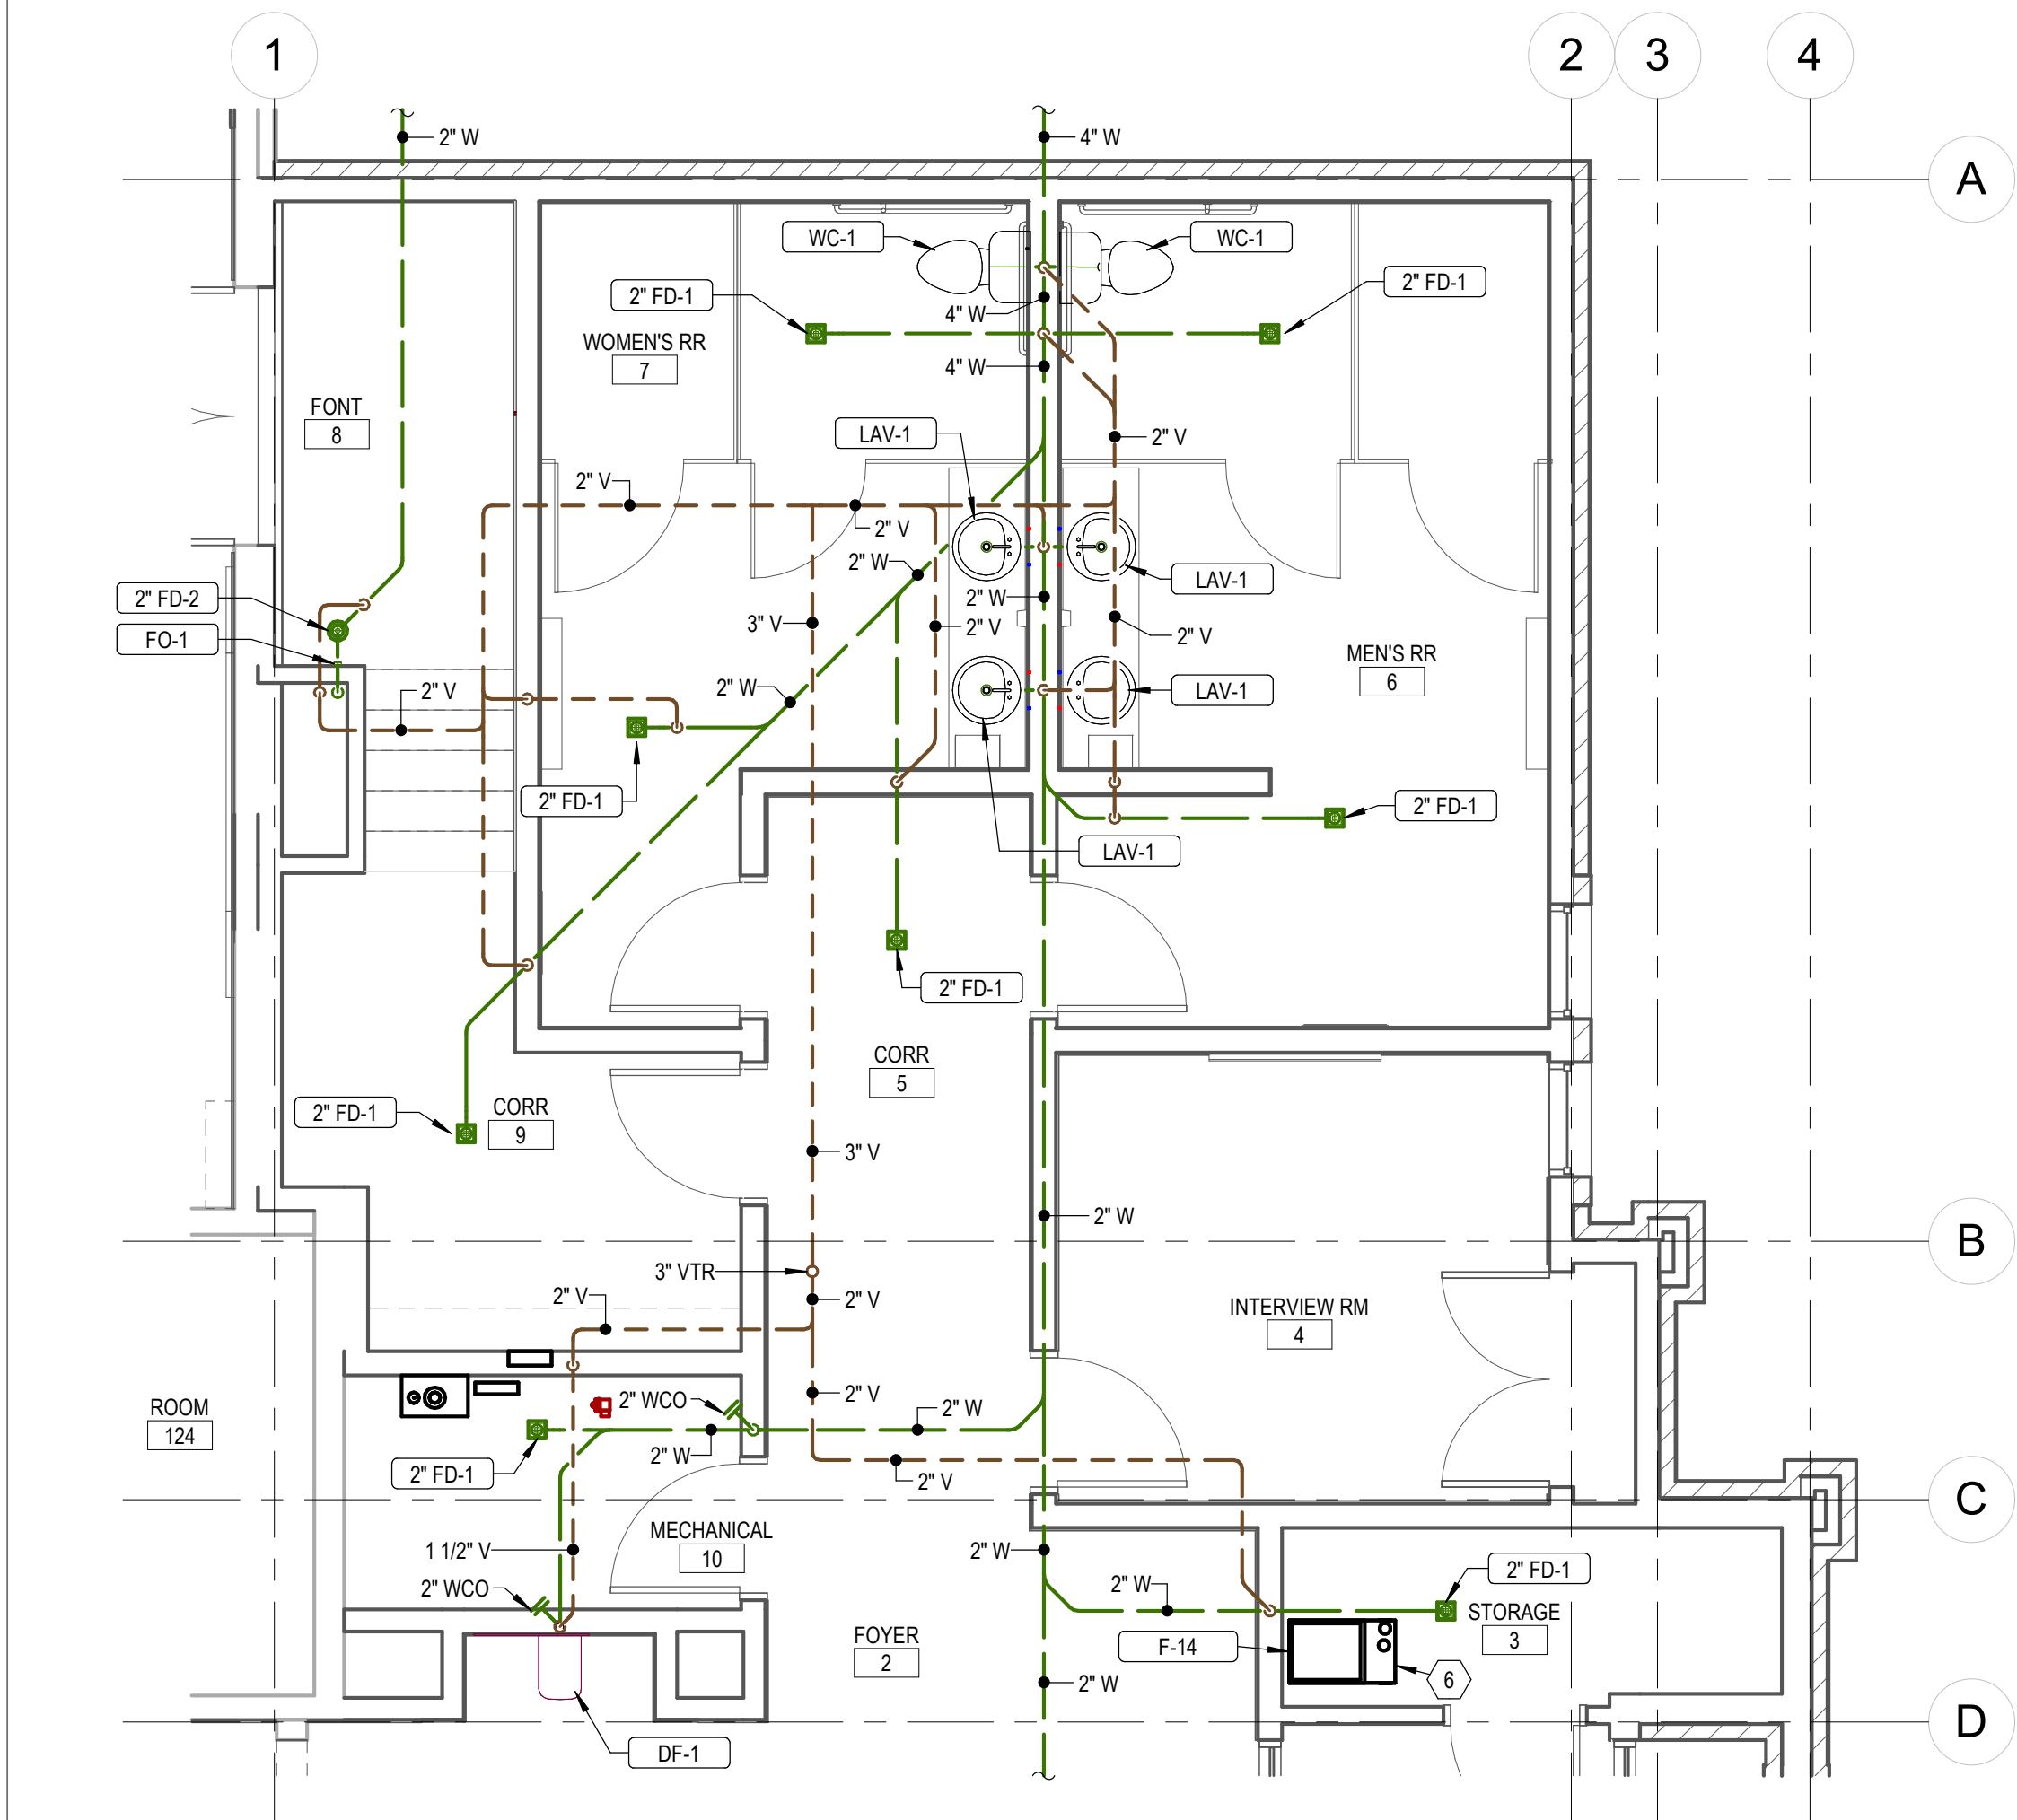 1
2
3
4
2" W
4" W
A
WC-1
WC-1
2" FD-1
2" FD-1
4" W
WOMEN'S RR
7
4" W
FONT
8
LAV-1
2" V
2" V
2" V
2" W
LAV-1
2" FD-2
2" W
3" V
2" V
2" V
FO-1
MEN'S RR
6
2" V
2" W
LAV-1
2" FD-1
2" FD-1
LAV-1
2" FD-1
CORR
5
2" FD-1
CORR
9
3" V
2" W
B
3" VTR
2" V
2" V
INTERVIEW RM
4
2" WCO
2" V
ROOM
124
2" W
2" W
2" FD-1
2" V
C
MECHANICAL
10
1 1/2" V
2" W
2" FD-1
2" WCO
2" W
STORAGE
3
FOYER
2
F-14
6
2" W
D
DF-1